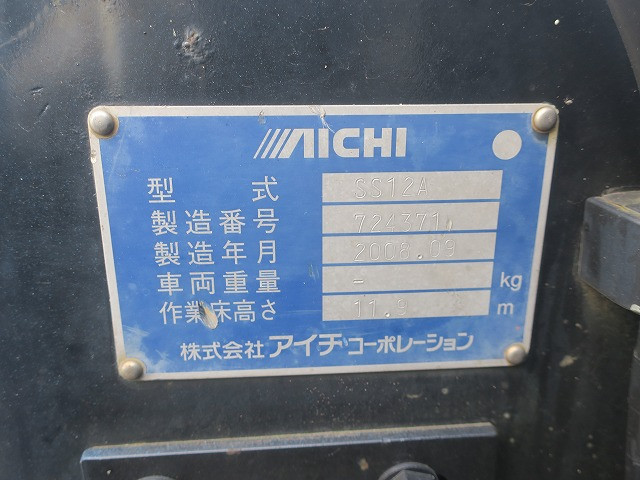 AICHI
型式 SS12A
製造番号 724371
製造年月 2008.09
車両重量 - kg
作業床高さ m
株式会社アイチコーポレーション